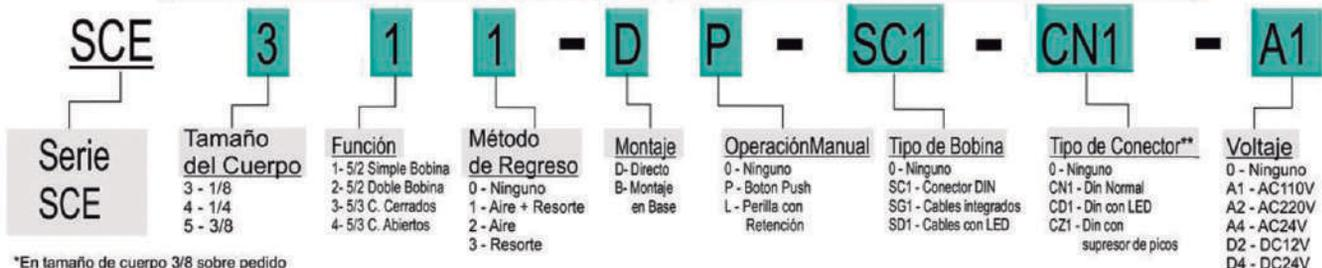 SCE 3 1 1 - D P - SC1 - CN1 - A1
Serie
SCE
Tamaño
del Cuerpo
3 - 1/8
4 - 1/4
5 - 3/8
Función
1- 5/2 Simple Bobina
2- 5/2 Doble Bobina
3- 5/3 C. Cerrados
4- 5/3 C. Abiertos
Método
de Regreso
0 - Ninguno
1 - Aire + Resorte
2 - Aire
3 - Resorte
Montaje
D- Directo
B- Montaje
en Base
OperaciónManual
0 - Ninguno
P - Boton Push
L - Perilla con
Retención
Tipo de Bobina
0 - Ninguno
SC1 - Conector DIN
SG1 - Cables integrados
SD1 - Cables con LED
Tipo de Conector**
0 - Ninguno
CN1 - Din Normal
CD1 - Din con LED
CZ1 - Din con
supresor de picos
Voltaje
0 - Ninguno
A1 - AC110V
A2 - AC220V
A4 - AC24V
D2 - DC12V
D4 - DC24V
*En tamaño de cuerpo 3/8 sobre pedido